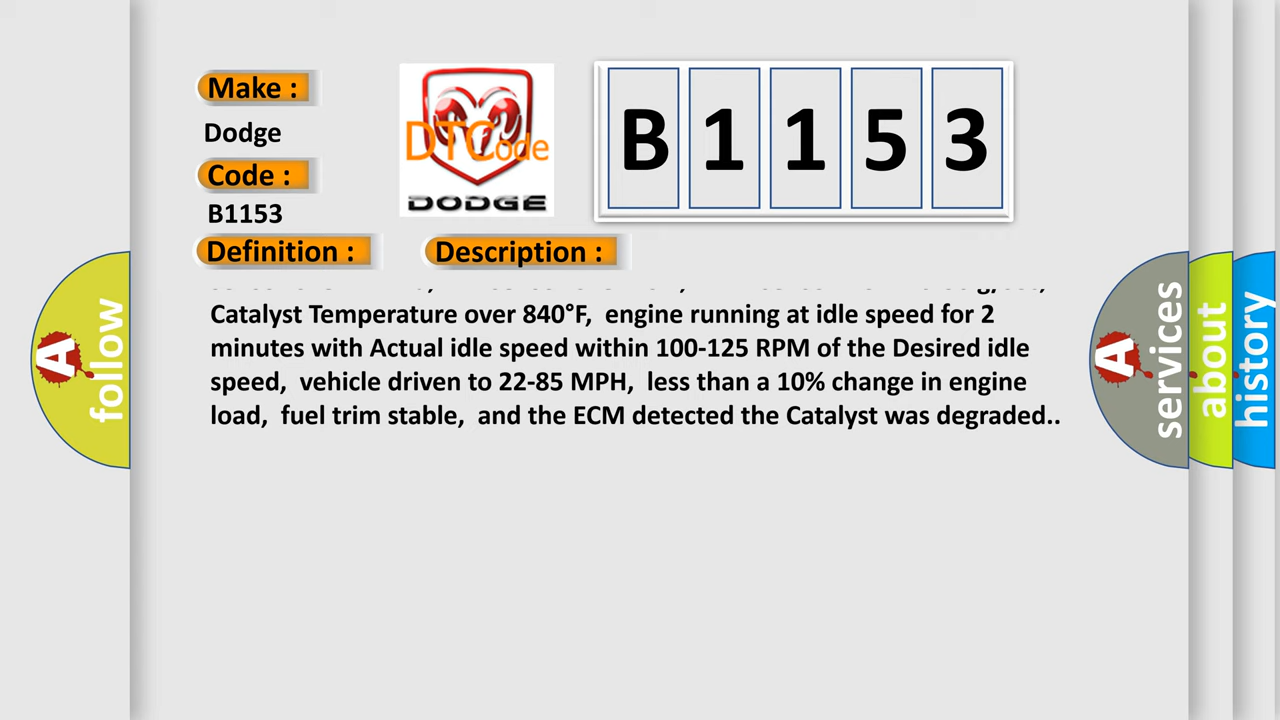 Make :
Dodge
Code :
B1153
Definition :
Description :
DTCode
DODGE
B 1 1 5 3
Catalyst Temperature over 840°F, engine running at idle speed for 2
minutes with Actual idle speed within 100-125 RPM of the Desired idle
speed, vehicle driven to 22-85 MPH, less than a 10% change in engine
load, fuel trim stable, and the ECM detected the Catalyst was degraded..
A follow
A services
about
history